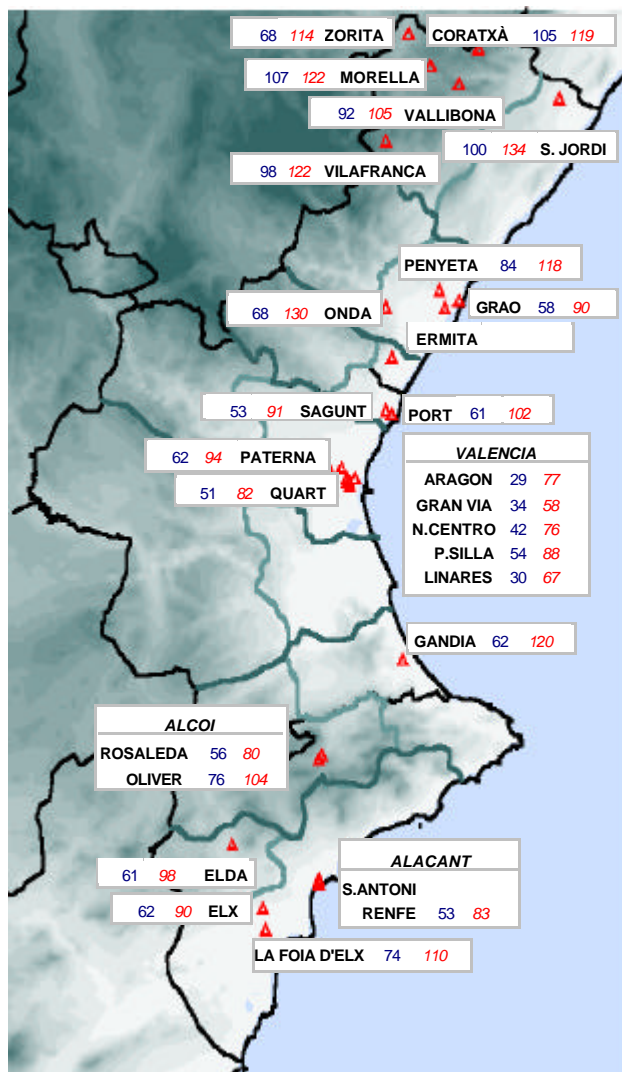 68 114 ZORITA
CORATXÀ 105 119
107 122 MORELLA
92 105 VALLIBONA
100 134 S. JORDI
98 122 VILAFRANCA
PENYETA 84 118
68 130 ONDA
GRAO 58 90
ERMITA
53 91 SAGUNT
PORT 61 102
62 94 PATERNA
51 82 QUART
VALENCIA
ARAGON 29 77
GRAN VIA 34 58
N.CENTRO 42 76
P.SILLA 54 88
LINARES 30 67
GANDIA 62 120
ALCOI
ROSALEDA 56 80
OLIVER 76 104
61 98 ELDA
62 90 ELX
ALACANT
S.ANTONI
RENFE 53 83
LA FOIA D'ELX 74 110